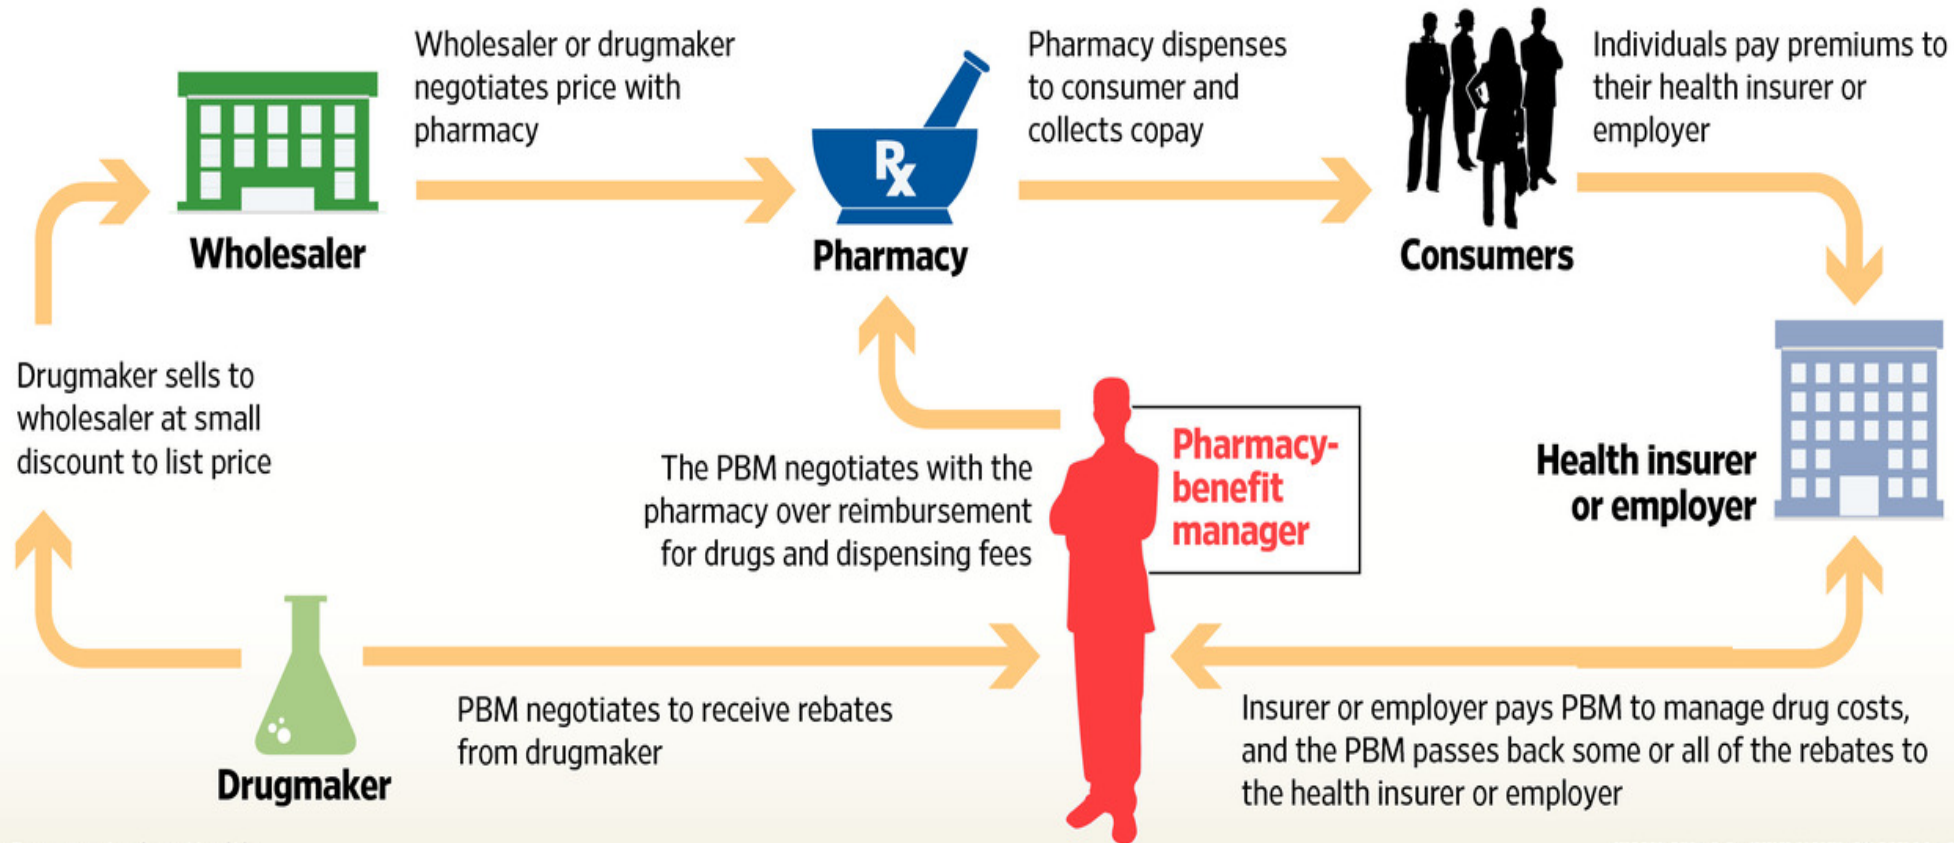 Wholesaler or drugmaker
negotiates price with
pharmacy
Pharmacy dispenses
to consumer and
collects copay
Individuals pay premiums to
their health insurer or
employer
Rx
Wholesaler
Pharmacy
Consumers
Drugmaker sells to
wholesaler at small
discount to list price
The PBM negotiates with the
pharmacy over reimbursement
for drugs and dispensing fees
Pharmacy-
benefit
manager
Health insurer
or employer
PBM negotiates to receive rebates
from drugmaker
Drugmaker
Insurer or employer pays PBM to manage drug costs,
and the PBM passes back some or all of the rebates to
the health insurer or employer